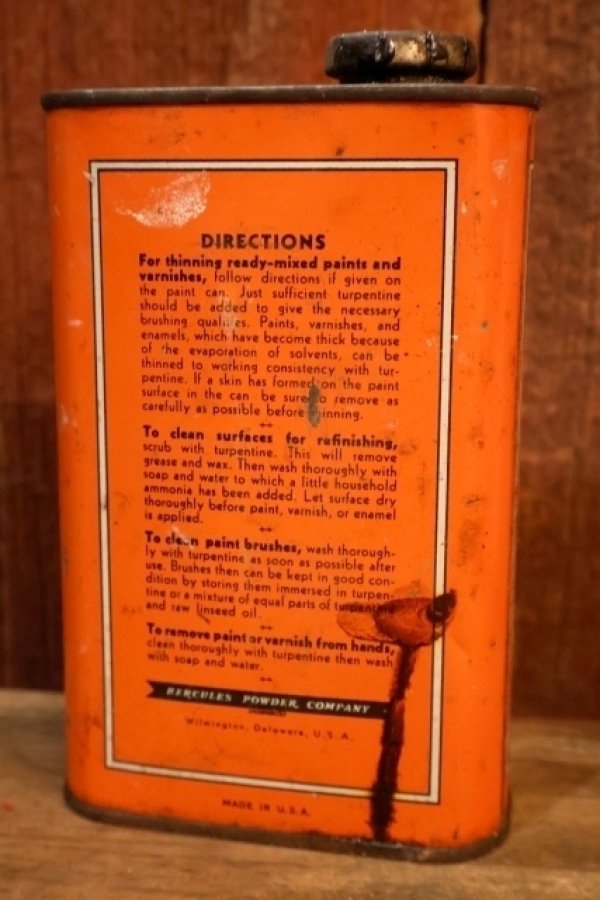 DIRECTIONS
For thinning ready-mixed paints and
varnishes, follow directions if given on
the paint can. Just sufficient turpentine
should be added to give the necessary
brushing qualities. Paints, varnishes, and
enamels, which have become thick because
of the evaporation of solvents, can be
thinned to working consistency with tur-
pentine. If a skin has formed on the paint
surface in the can be sure to remove as
carefully as possible before thinning.
To clean surfaces for refinishing,
scrub with turpentine. This will remove
grease and wax. Then wash thoroughly with
soap and water to which a little household
ammonia has been added. Let surface dry
thoroughly before paint, varnish, or enamel
is applied.
To clean paint brushes, wash thorough-
ly with turpentine as soon as possible after
use. Brushes then can be kept in good con-
dition by storing them immersed in turpen-
tine or a mixture of equal parts of turpentine
and raw linseed oil.
To remove paint or varnish from hands,
clean thoroughly with turpentine then wash
with soap and water.
HERCULES POWDER COMPANY
Wilmington, Delaware, U.S.A.
MADE IN U.S.A.